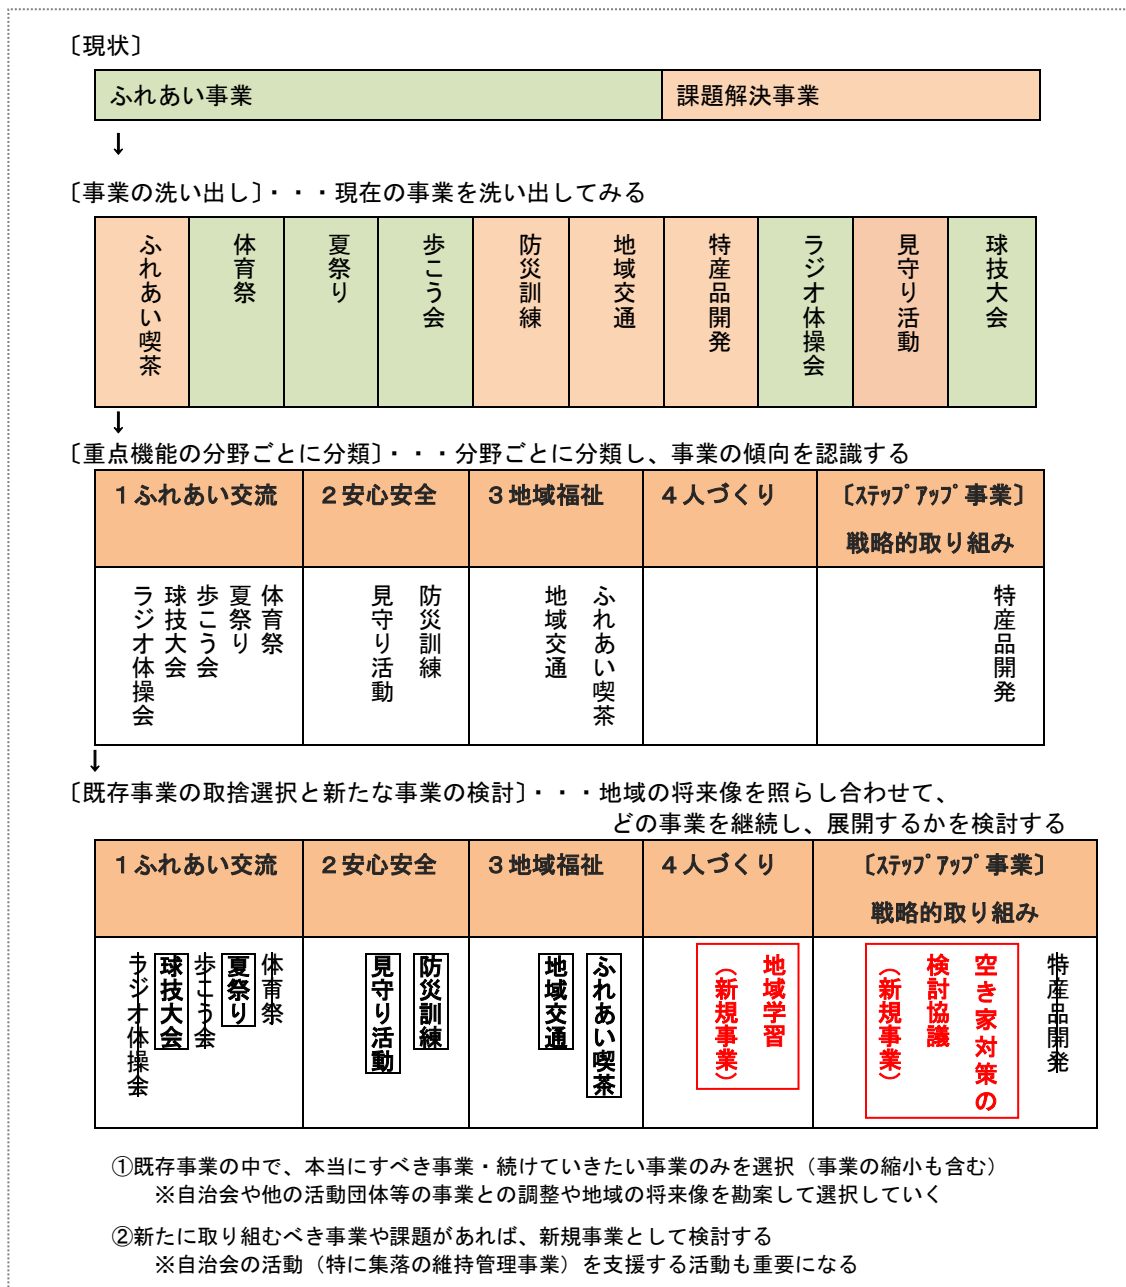 〔現状〕
ふれあい事業
課題解決事業
↓
〔事業の洗い出し〕・・・現在の事業を洗い出してみる
ふれあい喫茶
体育祭
夏祭り
歩こう会
防災訓練
地域交通
特産品開発
ラジオ体操会
見守り活動
球技大会
↓
〔重点機能の分野ごとに分類〕・・・分野ごとに分類し、事業の傾向を認識する
1ふれあい交流
2安心安全
3地域福祉
4人づくり
〔ｽﾃｯﾌﾟｱｯﾌﾟ事業〕
戦略的取り組み
体育祭
夏祭り
歩こう会
球技大会
ラジオ体操会
防災訓練
見守り活動
ふれあい喫茶
地域交通
特産品開発
↓
〔既存事業の取捨選択と新たな事業の検討〕・・・地域の将来像を照らし合わせて、
どの事業を継続し、展開するかを検討する
1ふれあい交流
2安心安全
3地域福祉
4人づくり
〔ｽﾃｯﾌﾟｱｯﾌﾟ事業〕
戦略的取り組み
体育祭
夏祭り
歩こう会
球技大会
ラジオ体操会
防災訓練
見守り活動
ふれあい喫茶
地域交通
地域学習
（新規事業）
特産品開発
空き家対策の
検討協議
（新規事業）
①既存事業の中で、本当にすべき事業・続けていきたい事業のみを選択（事業の縮小も含む）
※自治会や他の活動団体等の事業との調整や地域の将来像を勘案して選択していく
②新たに取り組むべき事業や課題があれば、新規事業として検討する
※自治会の活動（特に集落の維持管理事業）を支援する活動も重要になる